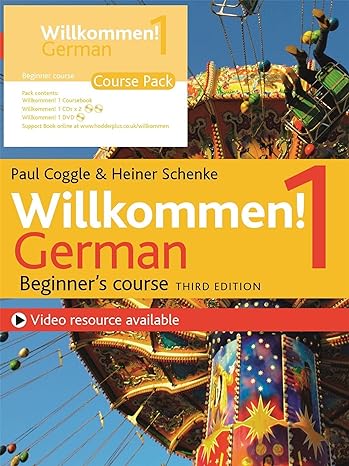 Willkommen! 1
German
Beginner course
Course Pack
Pack contents:
Willkommen! 1 Coursebook
Willkommen! 1 CDs x 2
Willkommen! 1 DVD
Support Book online at www.hodderplus.co.uk/willkommen
Paul Coggle & Heiner Schenke
Willkommen! 1
German
Beginner's course THIRD EDITION
Video resource available